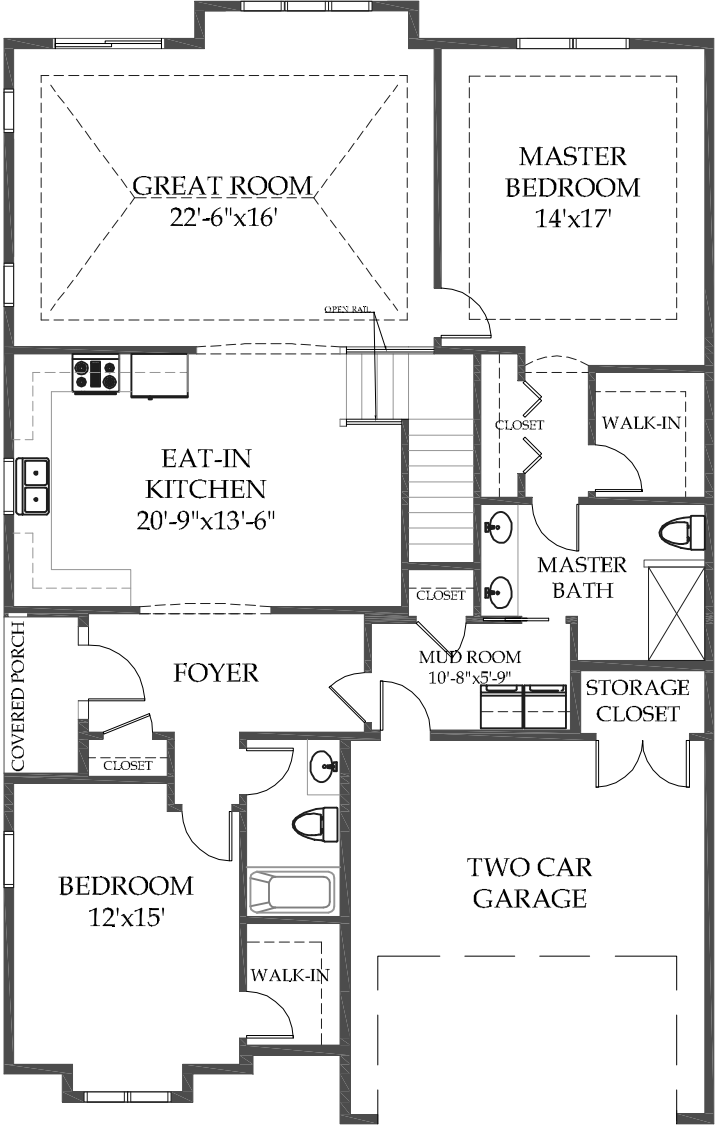 GREAT ROOM
22'-6"x16'
MASTER
BEDROOM
14'x17'
OPEN RAIL
CLOSET
WALK-IN
EAT-IN
KITCHEN
20'-9"x13'-6"
MASTER
BATH
CLOSET
COVERED PORCH
FOYER
MUD ROOM
10'-8"x5'-9"
STORAGE
CLOSET
CLOSET
BEDROOM
12'x15'
TWO CAR
GARAGE
WALK-IN